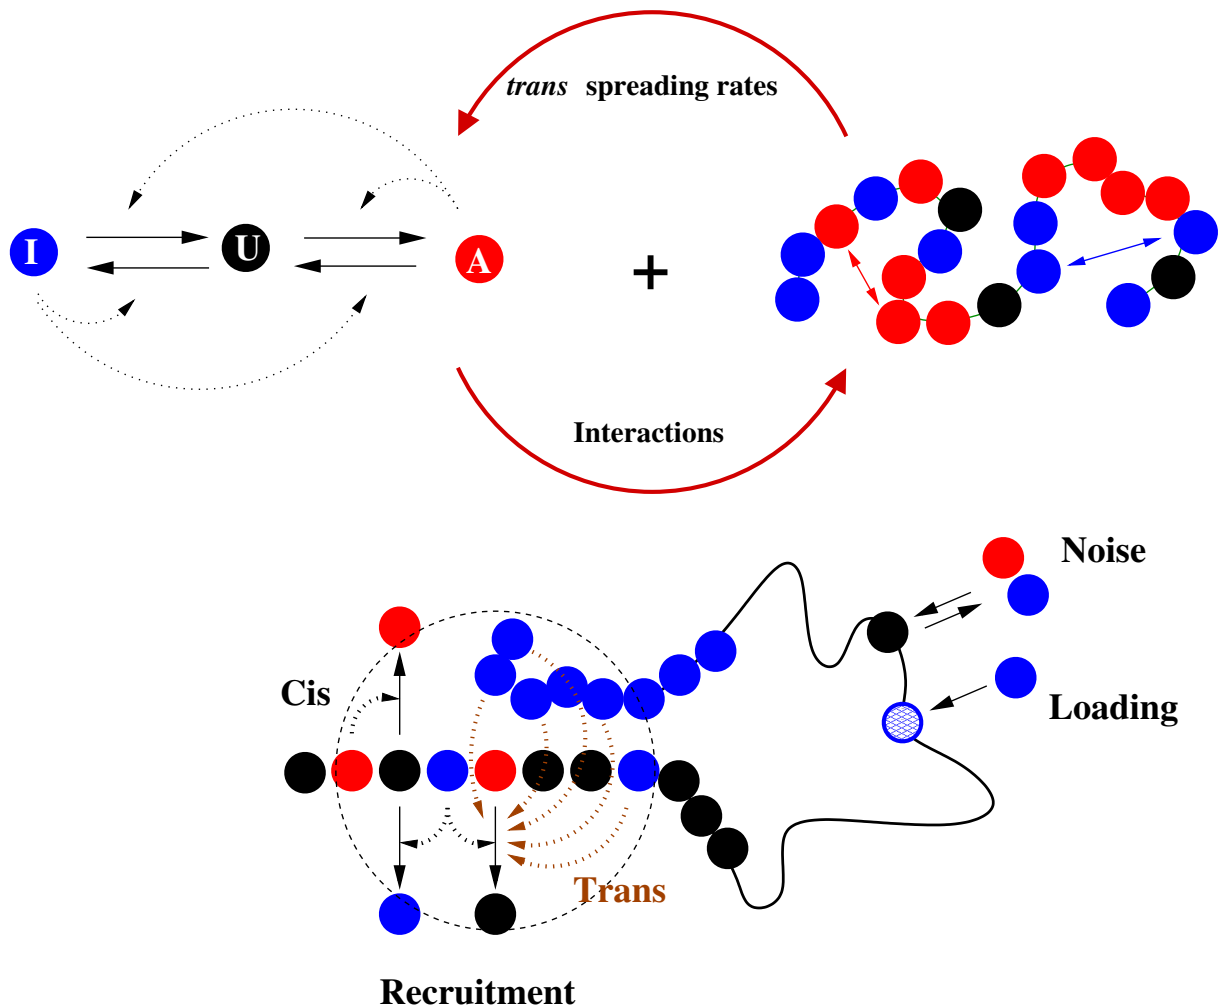 trans spreading rates
I
U
A
+
Interactions
Noise
Cis
Loading
Trans
Recruitment